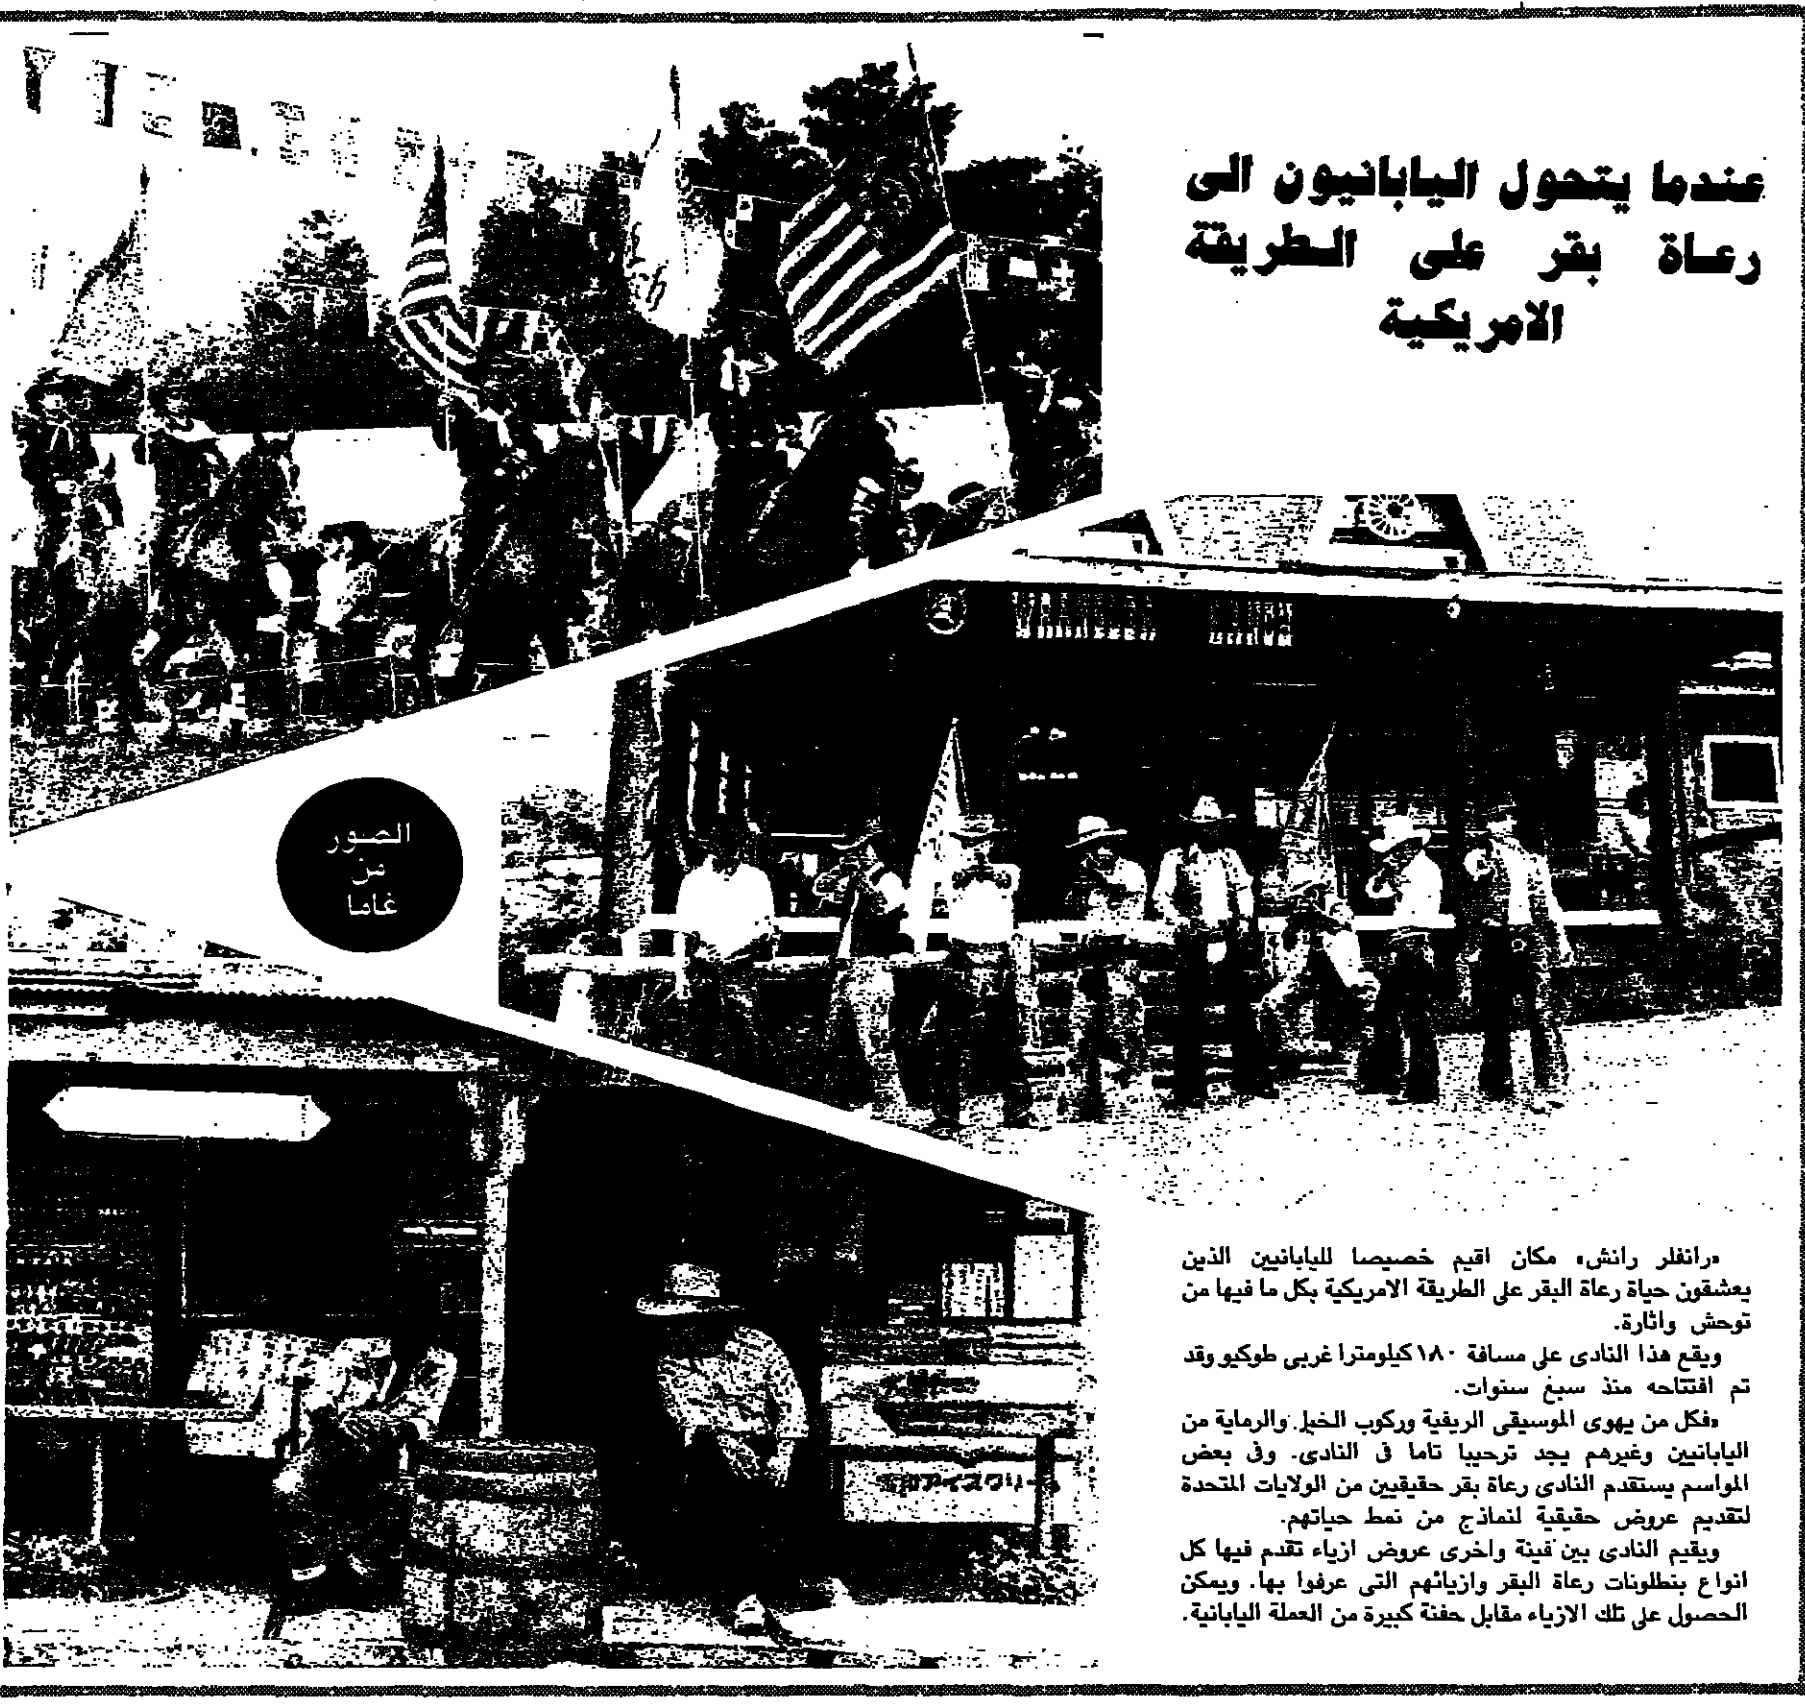 عندما يتحول اليابانيون الى
رعاة بقر على الطريقة
الامريكية
الصور
من
غاما
«رانغلر رانش» مكان اقيم خصيصا لليابانيين الذين
يعشقون حياة رعاة البقر على الطريقة الامريكية بكل ما فيها من
توحش واثارة.
ويقع هذا النادى على مسافة ١٨٠ كيلومترا غربى طوكيو وقد
تم افتتاحه منذ سبغ سنوات.
«فكل من يهوى الموسيقى الريفية وركوب الخيل والرماية من
اليابانيين وغيرهم يجد ترحيبا تاما فى النادى. وفى بعض
المواسم يستقدم النادى رعاة بقر حقيقيين من الولايات المتحدة
لتقديم عروض حقيقية لنماذج من نمط حياتهم.
ويقيم النادى بين فينة واخرى عروض ازياء تقدم فيها كل
انواع بنطلونات رعاة البقر وازيائهم التى عرفوا بها. ويمكن
الحصول على تلك الازياء مقابل حفنة كبيرة من العملة اليابانية.